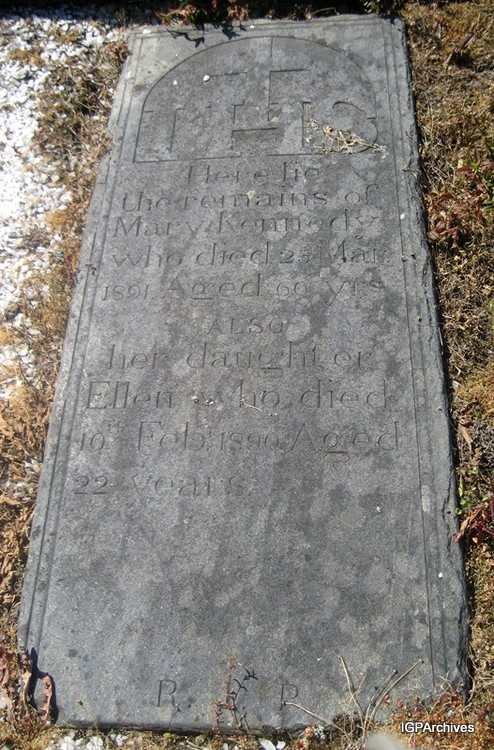 IHS
Here lie
the remains of
Mary Kennedy
who died 25 Mar
1891 Aged 60 yrs
ALSO
her daughter
Ellen who died
10th Feb. 1890 Aged
22 years
R I P
IGPArchives